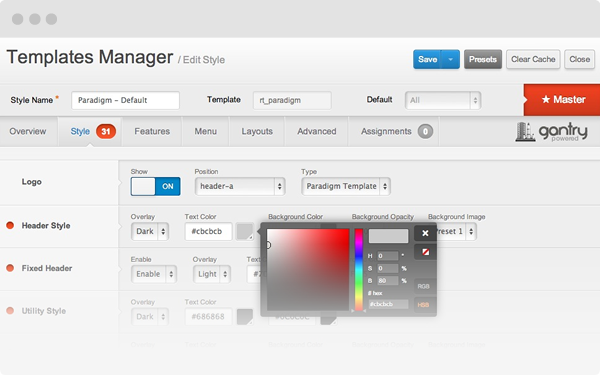 Templates Manager / Edit Style
Save Presets Clear Cache Close
Style Name * Paradigm - Default Template rt_paradigm Default All ★ Master
Overview Style 31 Features Menu Layouts Advanced Assignments 0 gantry powered
Show Position Type
Logo ON header-a Paradigm Template
Overlay Text Color Background Color Background Opacity Background Image
Header Style Dark #cbcbcb Preset 1
Enable Overlay Text
Fixed Header Enable Light
H 0 °
S 0 %
B 80 %
# hex
#cbcbcb
RGB
HSB
Overlay Text Color
Utility Style Dark #686868